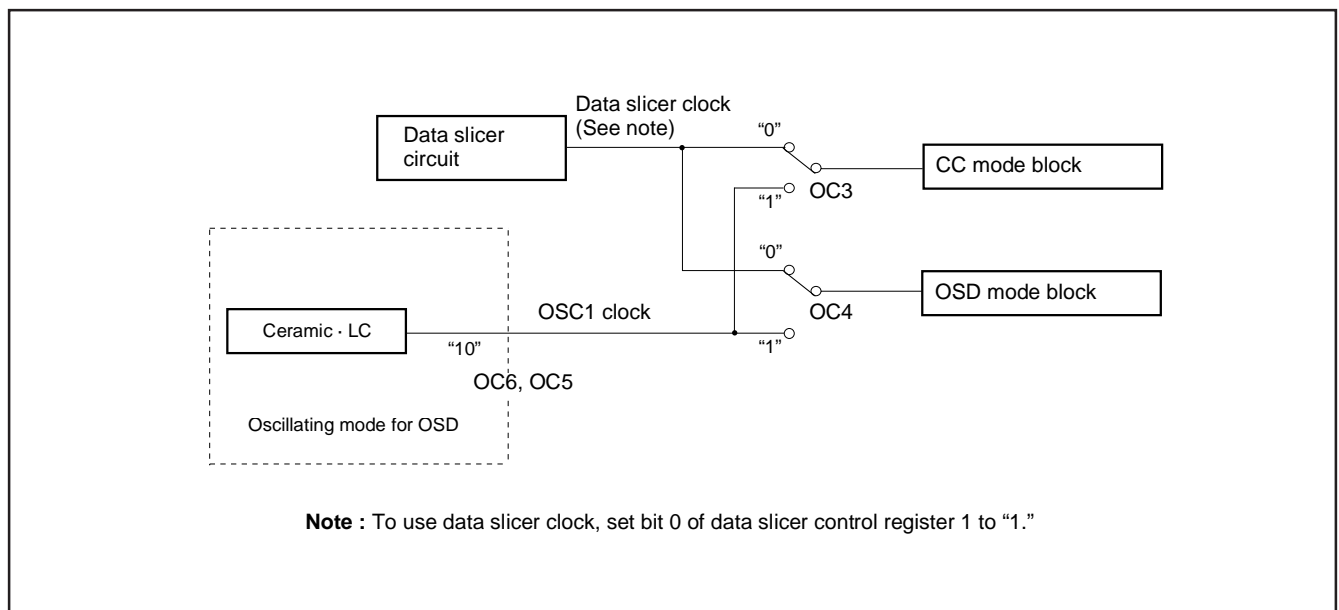 Data slicer clock
(See note)
Data slicer
circuit
“0”
CC mode block
“1”
OC3
“0”
OSD mode block
OC4
OSC1 clock
Ceramic · LC
“10”
“1”
OC6, OC5
Oscillating mode for OSD
Note : To use data slicer clock, set bit 0 of data slicer control register 1 to “1.”